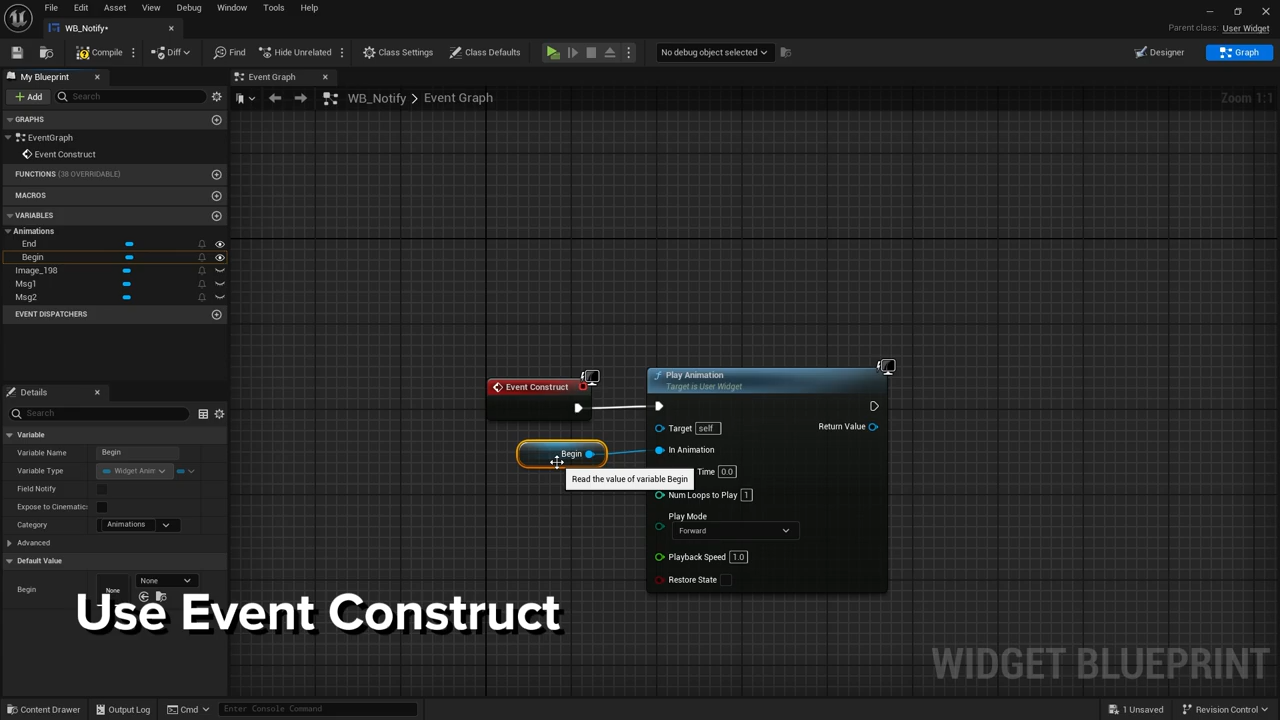 File Edit Asset View Debug Window Tools Help
WB_Notify•
Parent class: User Widget
Compile Diff Find Hide Unrelated Class Settings Class Defaults No debug object selected Designer Graph
My Blueprint
Event Graph
Add Search
WB_Notify > Event Graph
Zoom 1:1
GRAPHS
EventGraph
Event Construct
FUNCTIONS (38 OVERRIDABLE)
MACROS
VARIABLES
Animations
End
Begin
Image_198
Msg1
Msg2
EVENT DISPATCHERS
Details
Search
Variable
Variable Name Begin
Variable Type Widget Anim
Field Notify
Expose to Cinematic
Category Animations
Advanced
Default Value
Begin None None
Event Construct
Begin
Read the value of variable Begin
Play Animation
Target is User Widget
Target self
Return Value
In Animation
Time 0.0
Num Loops to Play 1
Play Mode
Forward
Playback Speed 1.0
Restore State
Use Event Construct
WIDGET BLUEPRINT
Content Drawer Output Log Cmd Enter Console Command 1 Unsaved Revision Control